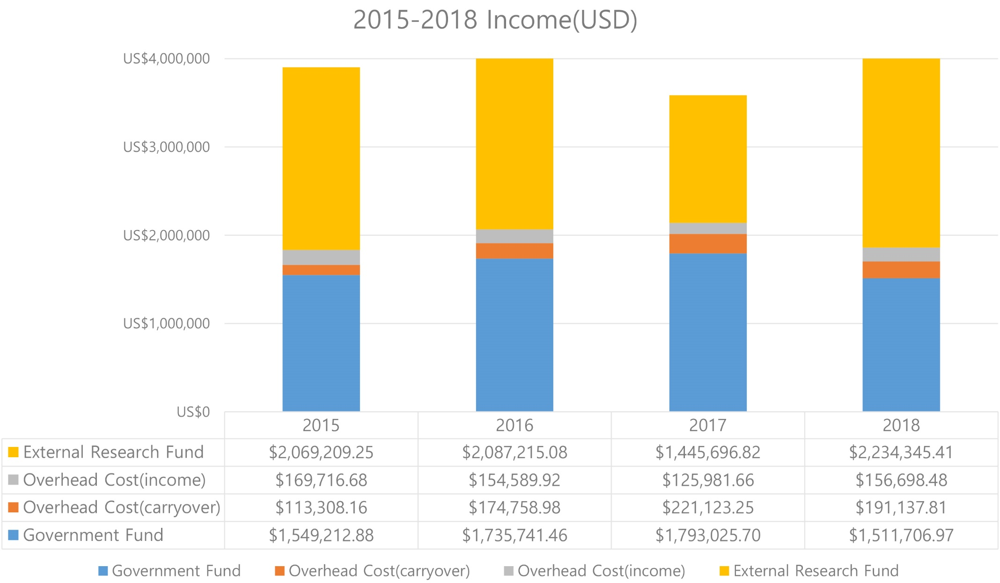 2015-2018 Income(USD)
US$4,000,000
US$3,000,000
US$2,000,000
US$1,000,000
US$0
2015 2016 2017 2018
External Research Fund $2,069,209.25 $2,087,215.08 $1,445,696.82 $2,234,345.41
Overhead Cost(income) $169,716.68 $154,589.92 $125,981.66 $156,698.48
Overhead Cost(carryover) $113,308.16 $174,758.98 $221,123.25 $191,137.81
Government Fund $1,549,212.88 $1,735,741.46 $1,793,025.70 $1,511,706.97
Government Fund Overhead Cost(carryover) Overhead Cost(income) External Research Fund